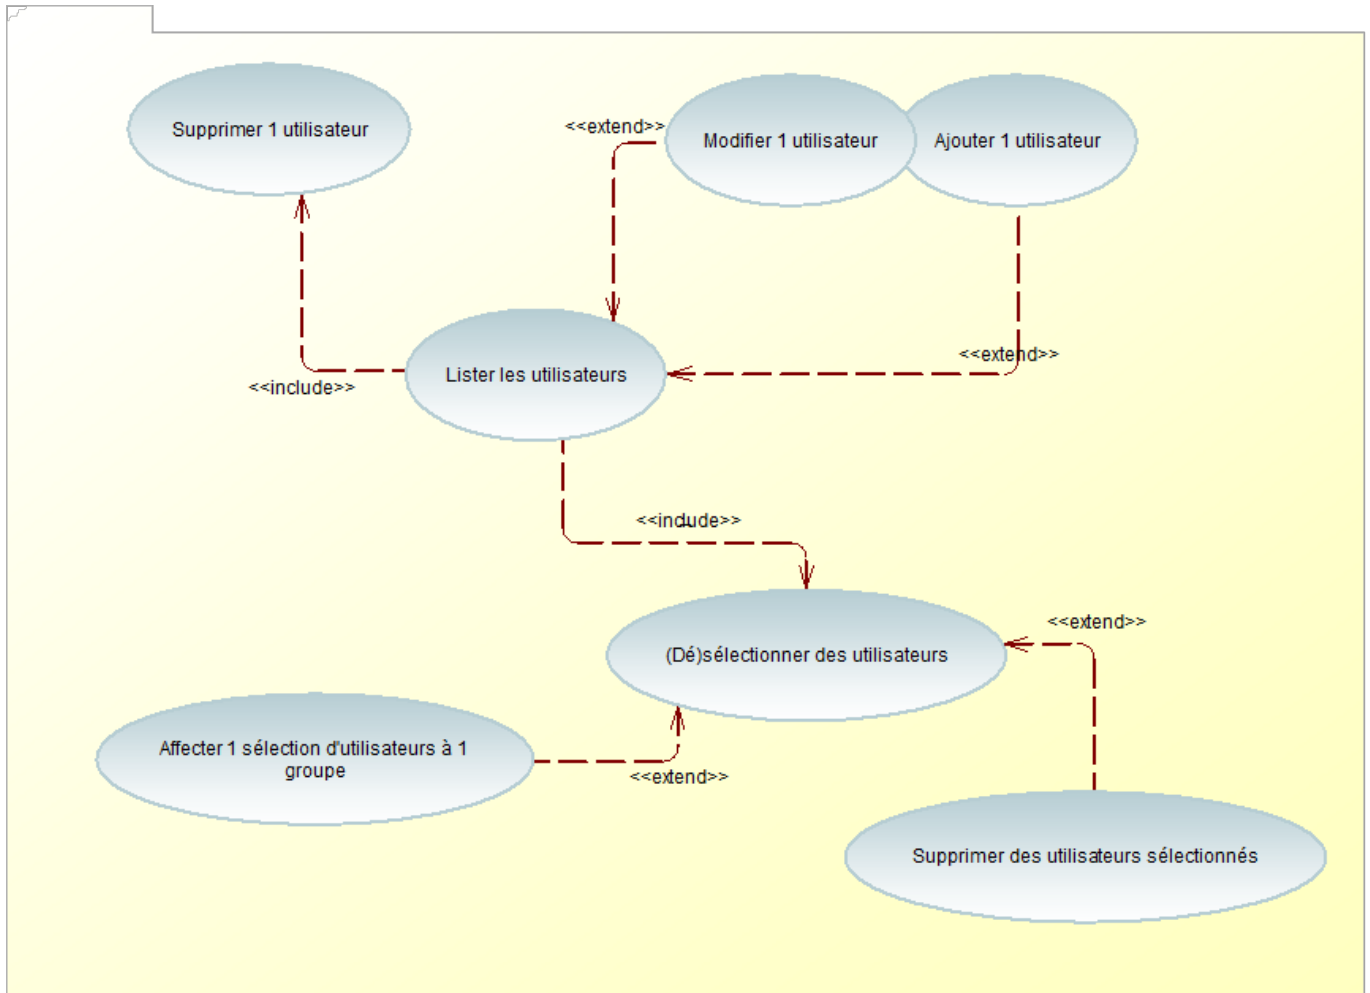 Supprimer 1 utilisateur
<<extend>>
Modifier 1 utilisateur
Ajouter 1 utilisateur
<<extend>>
Lister les utilisateurs
<<include>>
<<include>>
<<extend>>
(Dé)sélectionner des utilisateurs
Affecter 1 sélection d'utilisateurs à 1
groupe
<<extend>>
Supprimer des utilisateurs sélectionnés